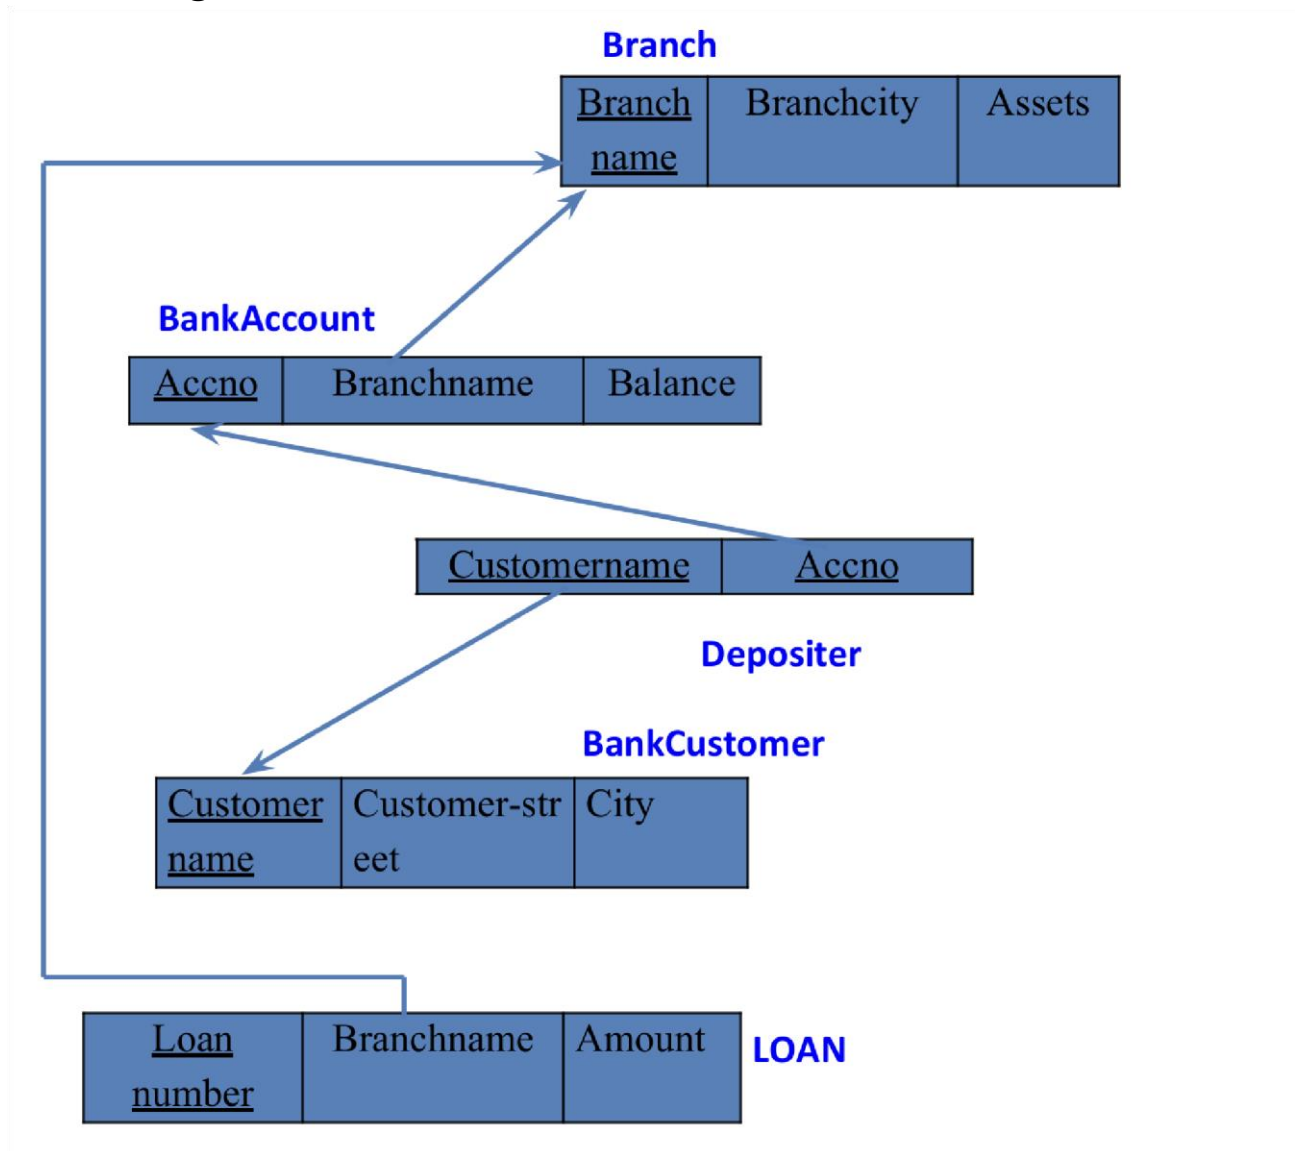 Branch
Branch Branchcity Assets
name
BankAccount
Accno Branchname Balance
Customername Accno
Depositer
BankCustomer
Customer Customer-str City
name eet
Loan Branchname Amount
number
LOAN